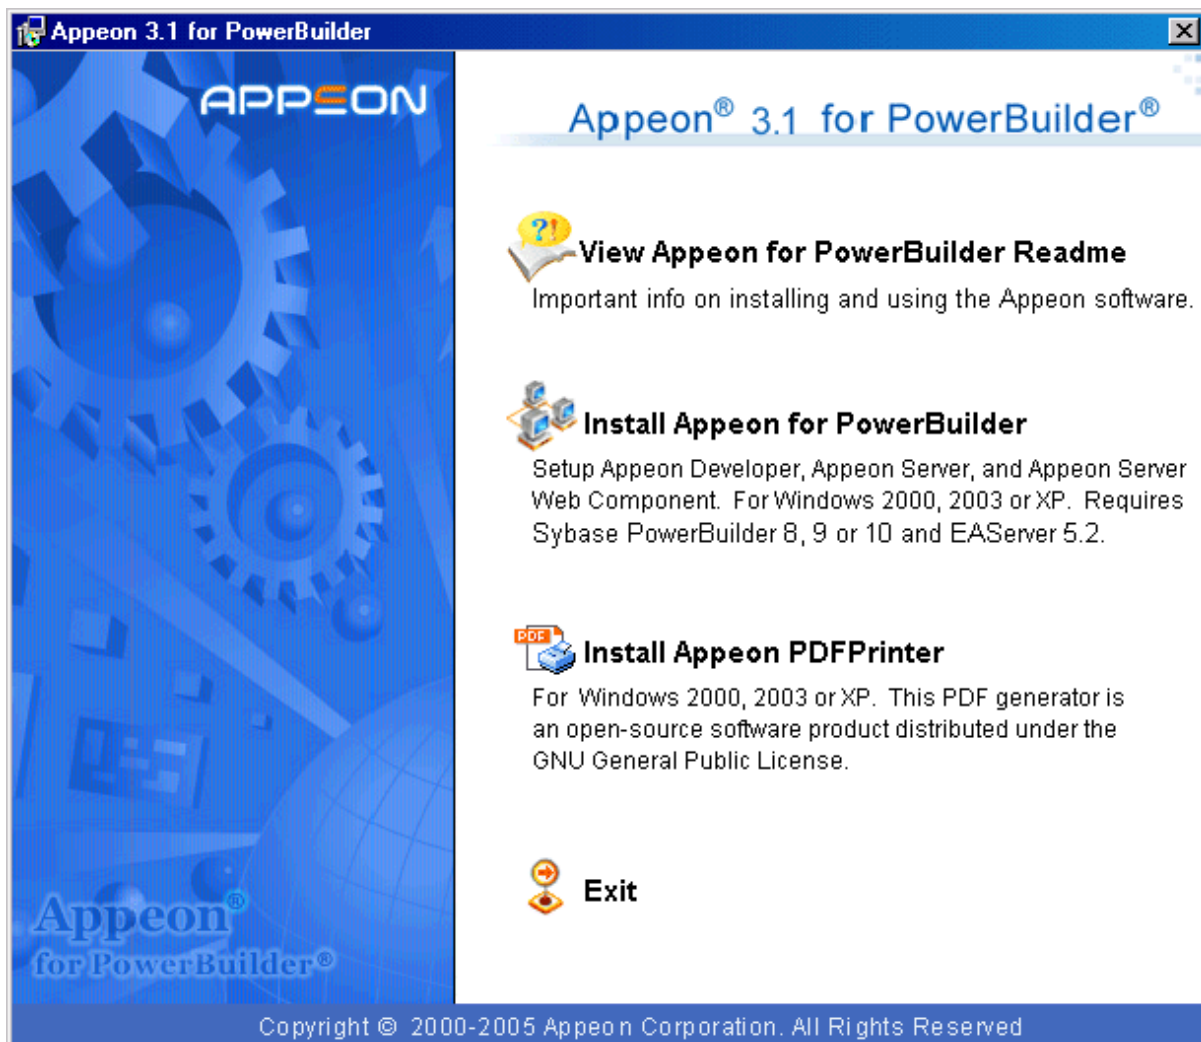 Appeon 3.1 for PowerBuilder
APPEON
Appeon® 3.1 for PowerBuilder®
?!
View Appeon for PowerBuilder Readme
Important info on installing and using the Appeon software.
Install Appeon for PowerBuilder
Setup Appeon Developer, Appeon Server, and Appeon Server
Web Component. For Windows 2000, 2003 or XP. Requires
Sybase PowerBuilder 8, 9 or 10 and EAServer 5.2.
PDF
Install Appeon PDFPrinter
For Windows 2000, 2003 or XP. This PDF generator is
an open-source software product distributed under the
GNU General Public License.
Exit
Appeon®
for PowerBuilder®
Copyright © 2000-2005 Appeon Corporation. All Rights Reserved